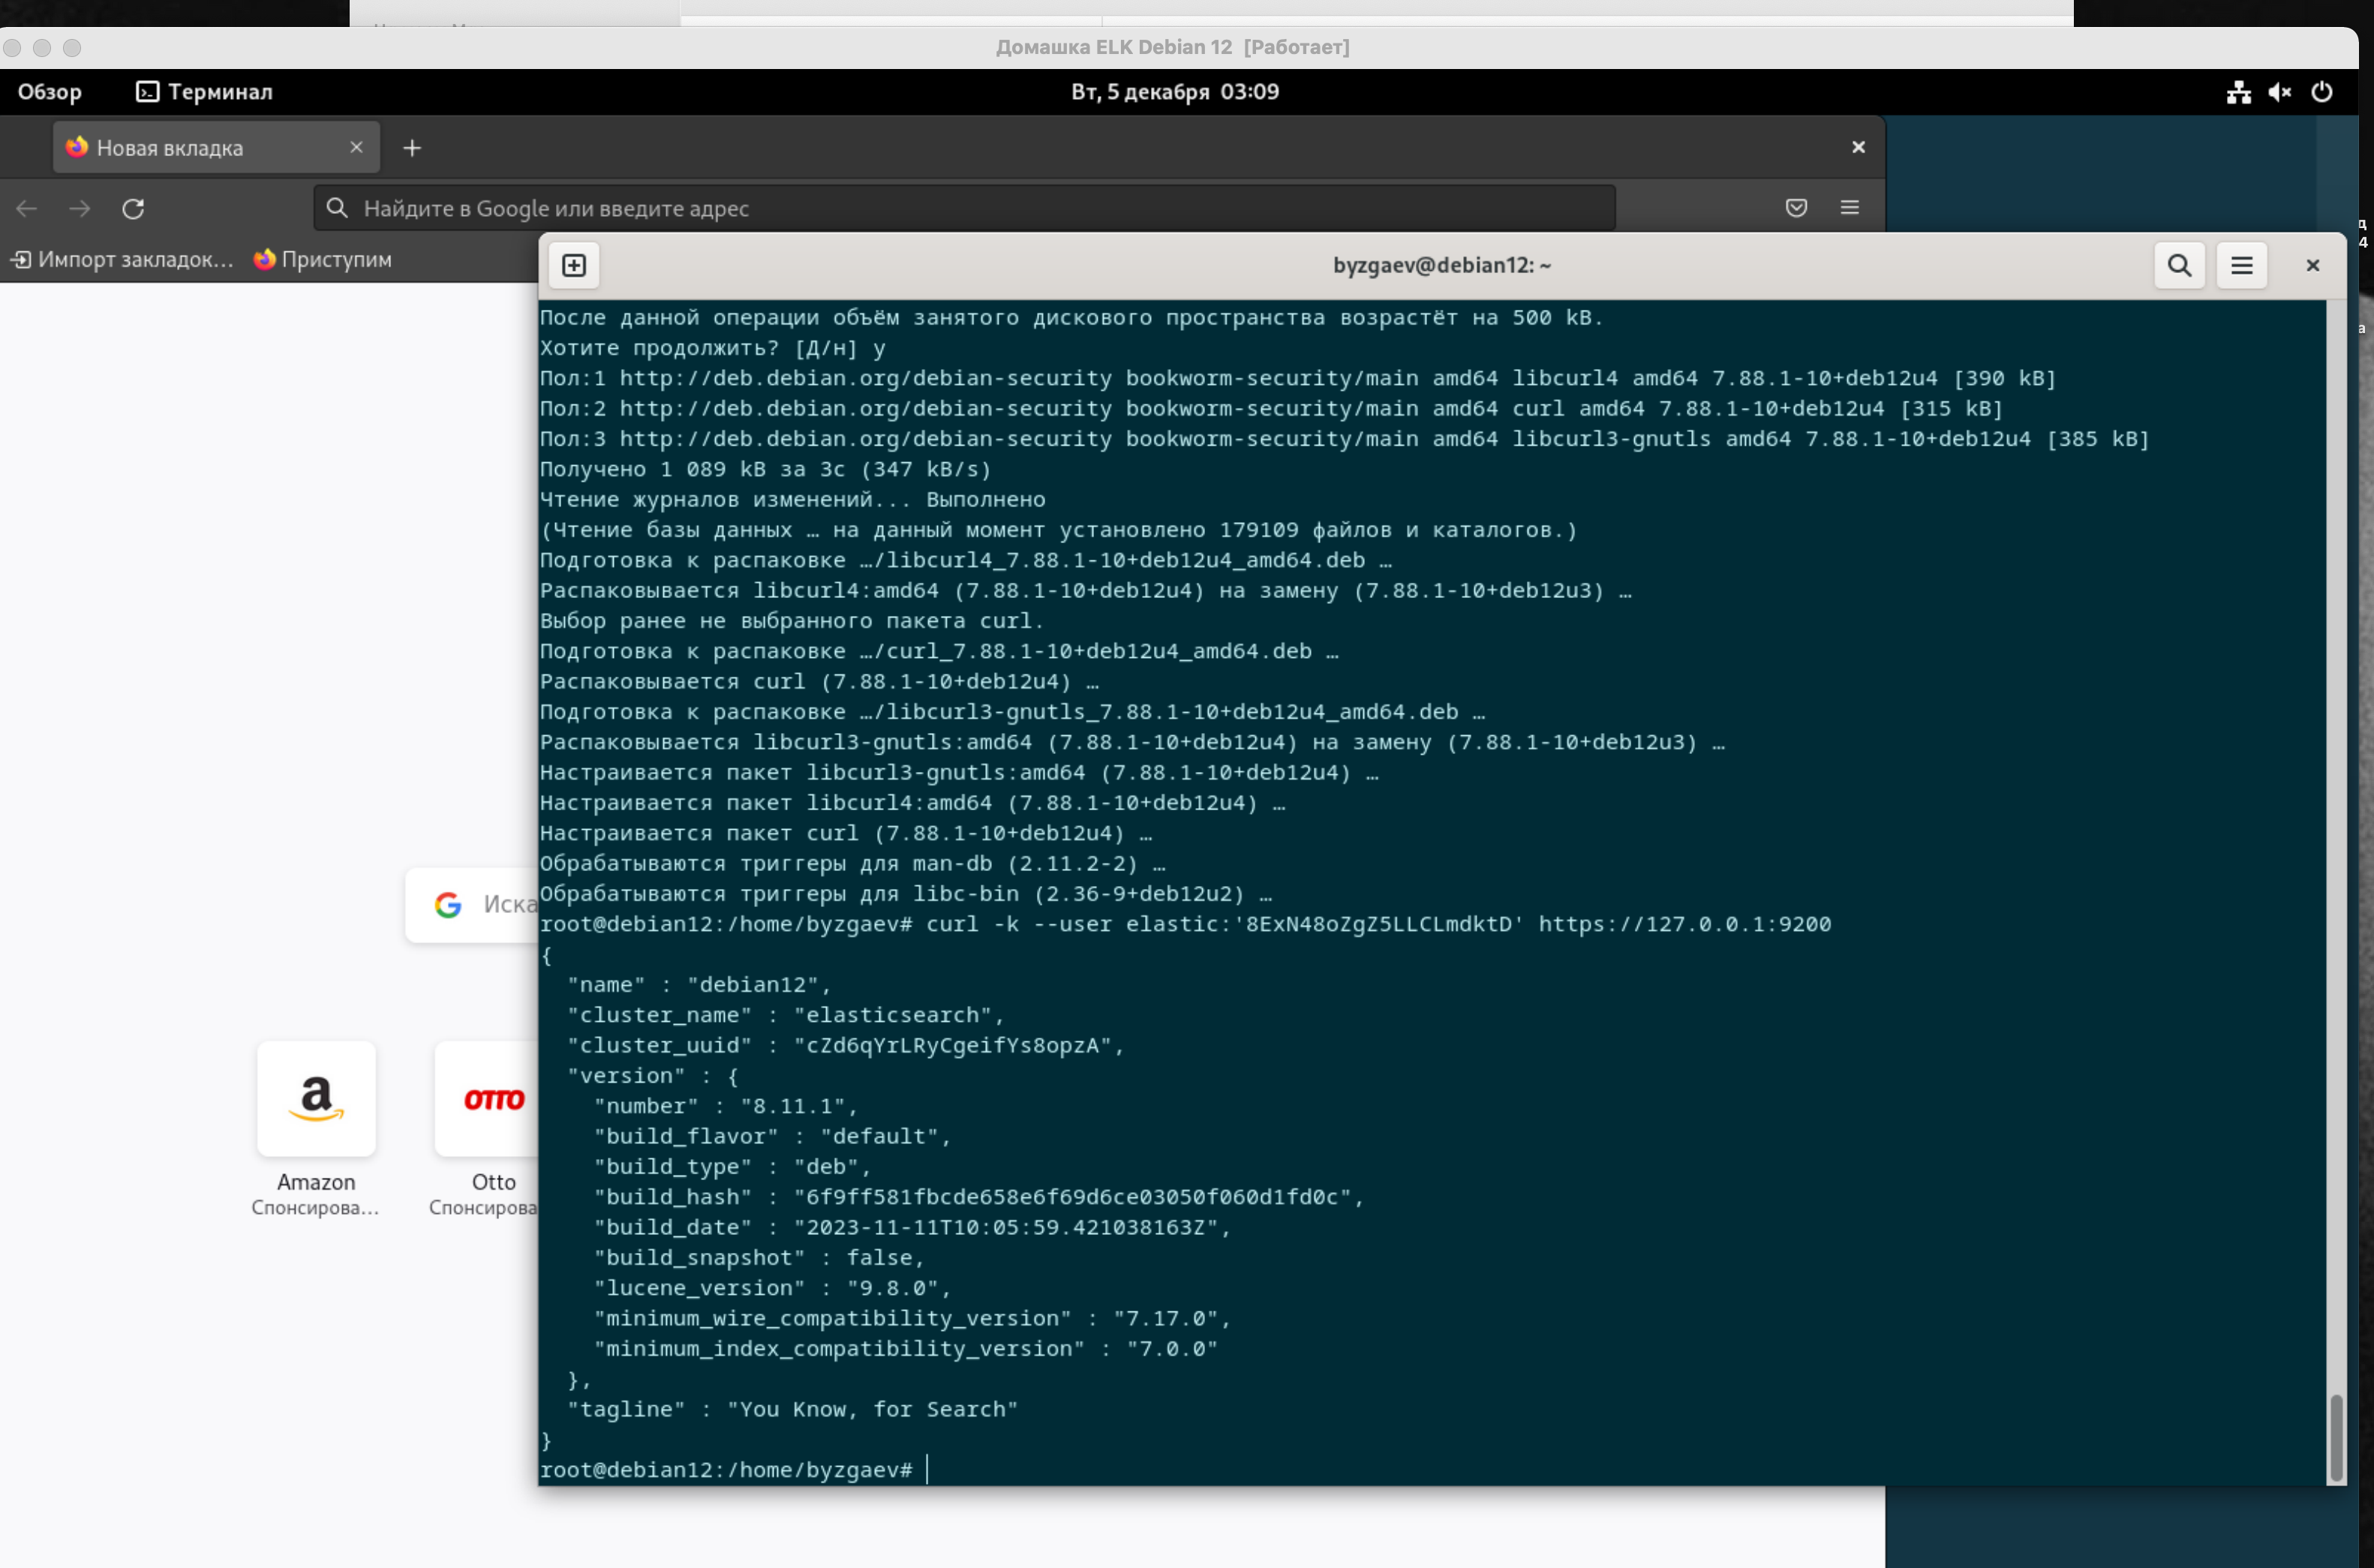 Домашка ELK Debian 12 [Работает]
Обзор
Терминал
Вт, 5 декабря 03:09
Новая вкладка
Найдите в Google или введите адрес
Импорт закладок…
Приступим
byzgaev@debian12: ~
После данной операции объём занятого дискового пространства возрастёт на 500 kB.
Хотите продолжить? [Д/н] y
Пол:1 http://deb.debian.org/debian-security bookworm-security/main amd64 libcurl4 amd64 7.88.1-10+deb12u4 [390 kB]
Пол:2 http://deb.debian.org/debian-security bookworm-security/main amd64 curl amd64 7.88.1-10+deb12u4 [315 kB]
Пол:3 http://deb.debian.org/debian-security bookworm-security/main amd64 libcurl3-gnutls amd64 7.88.1-10+deb12u4 [385 kB]
Получено 1 089 kB за 3с (347 kB/s)
Чтение журналов изменений... Выполнено
(Чтение базы данных … на данный момент установлено 179109 файлов и каталогов.)
Подготовка к распаковке …/libcurl4_7.88.1-10+deb12u4_amd64.deb …
Распаковывается libcurl4:amd64 (7.88.1-10+deb12u4) на замену (7.88.1-10+deb12u3) …
Выбор ранее не выбранного пакета curl.
Подготовка к распаковке …/curl_7.88.1-10+deb12u4_amd64.deb …
Распаковывается curl (7.88.1-10+deb12u4) …
Подготовка к распаковке …/libcurl3-gnutls_7.88.1-10+deb12u4_amd64.deb …
Распаковывается libcurl3-gnutls:amd64 (7.88.1-10+deb12u4) на замену (7.88.1-10+deb12u3) …
Настраивается пакет libcurl3-gnutls:amd64 (7.88.1-10+deb12u4) …
Настраивается пакет libcurl4:amd64 (7.88.1-10+deb12u4) …
Настраивается пакет curl (7.88.1-10+deb12u4) …
Обрабатываются триггеры для man-db (2.11.2-2) …
Обрабатываются триггеры для libc-bin (2.36-9+deb12u2) …
root@debian12:/home/byzgaev# curl -k --user elastic:'8ExN48oZgZ5LLCLmdktD' https://127.0.0.1:9200
{
  "name" : "debian12",
  "cluster_name" : "elasticsearch",
  "cluster_uuid" : "cZd6qYrLRyCgeifYs8opzA",
  "version" : {
    "number" : "8.11.1",
    "build_flavor" : "default",
    "build_type" : "deb",
    "build_hash" : "6f9ff581fbcde658e6f69d6ce03050f060d1fd0c",
    "build_date" : "2023-11-11T10:05:59.421038163Z",
    "build_snapshot" : false,
    "lucene_version" : "9.8.0",
    "minimum_wire_compatibility_version" : "7.17.0",
    "minimum_index_compatibility_version" : "7.0.0"
  },
  "tagline" : "You Know, for Search"
}
root@debian12:/home/byzgaev#
Иска
a
OTTO
Amazon
Otto
Спонсирова…
Спонсирова